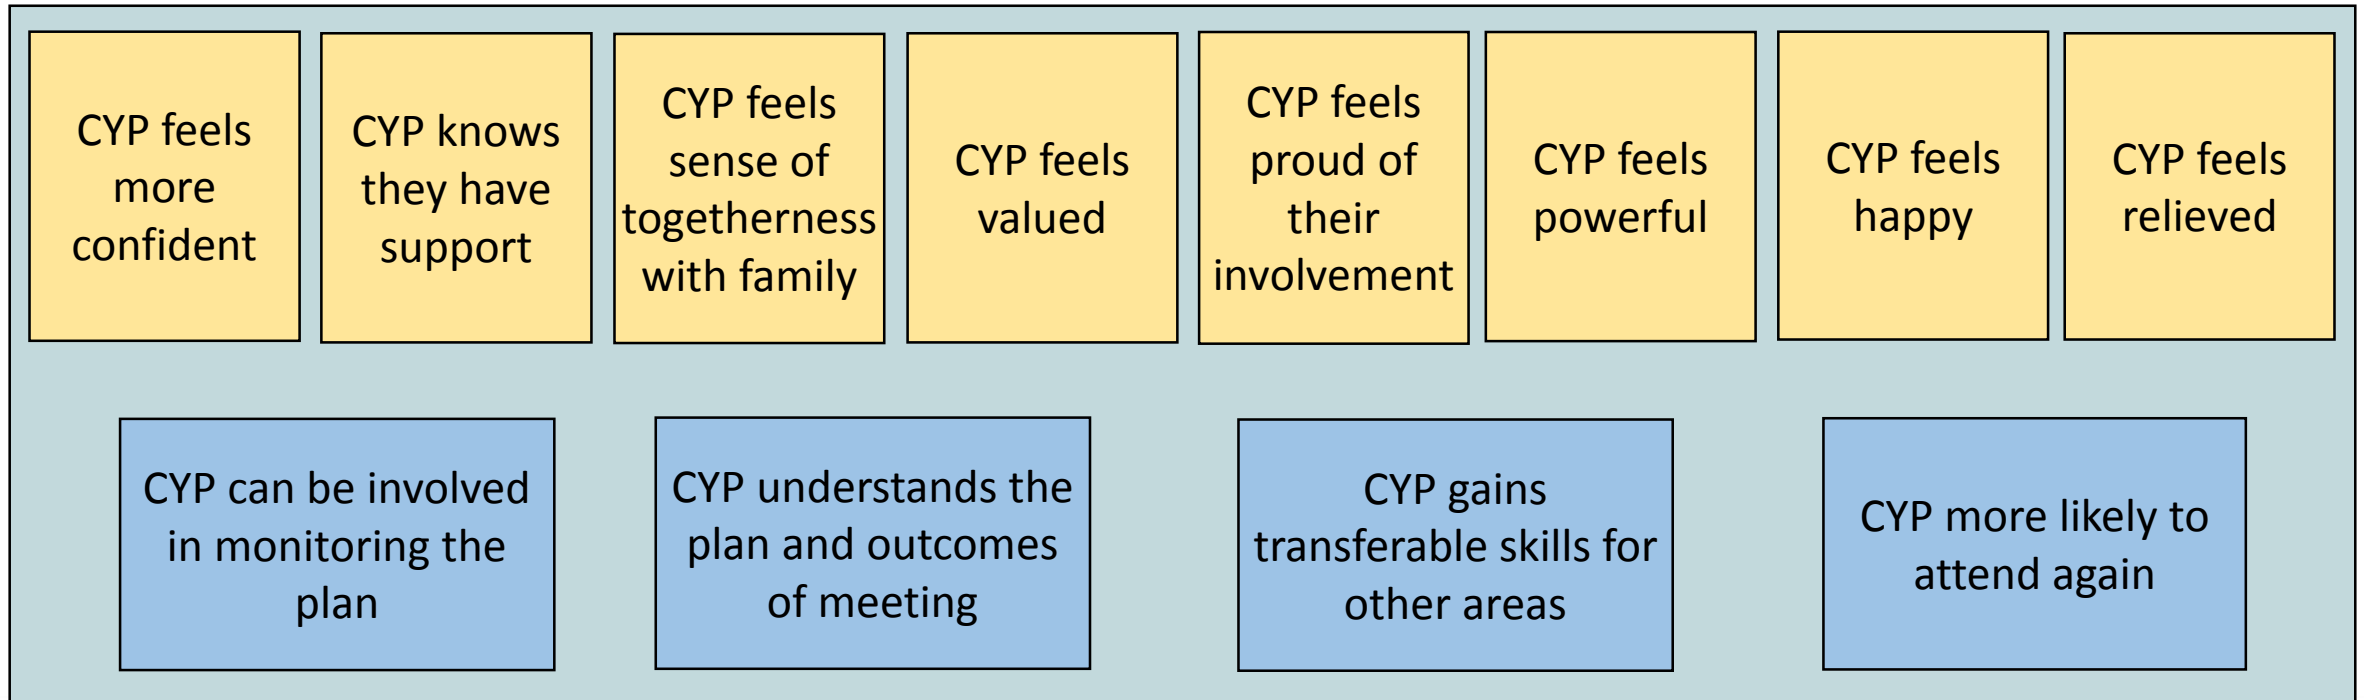 CYP feels
more
confident
CYP knows
they have
support
CYP feels
sense of
togetherness
with family
CYP feels
valued
CYP feels
proud of
their
involvement
CYP feels
powerful
CYP feels
happy
CYP feels
relieved
CYP can be involved
in monitoring the
plan
CYP understands the
plan and outcomes
of meeting
CYP gains
transferable skills for
other areas
CYP more likely to
attend again